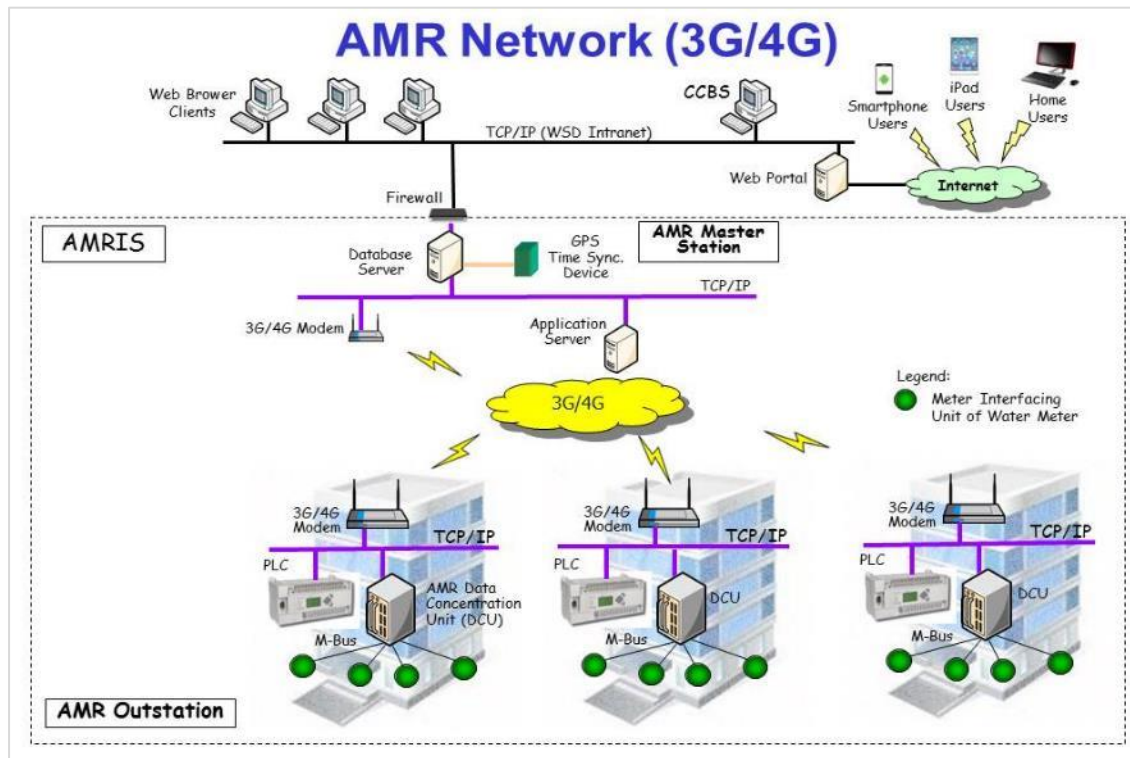 AMR Network (3G/4G)
Web Brower
Clients
CCBS
Smartphone
Users
iPad
Users
Home
Users
TCP/IP (WSD Intranet)
Web Portal
Internet
Firewall
AMRIS
AMR Master
Station
Database
Server
GPS
Time Sync.
Device
TCP/IP
3G/4G Modem
Application
Server
3G/4G
Legend:
Meter Interfacing
Unit of Water Meter
3G/4G
Modem
TCP/IP
PLC
AMR Data
Concentration
Unit (DCU)
M-Bus
3G/4G
Modem
TCP/IP
PLC
DCU
M-Bus
3G/4G
Modem
TCP/IP
PLC
DCU
M-Bus
AMR Outstation